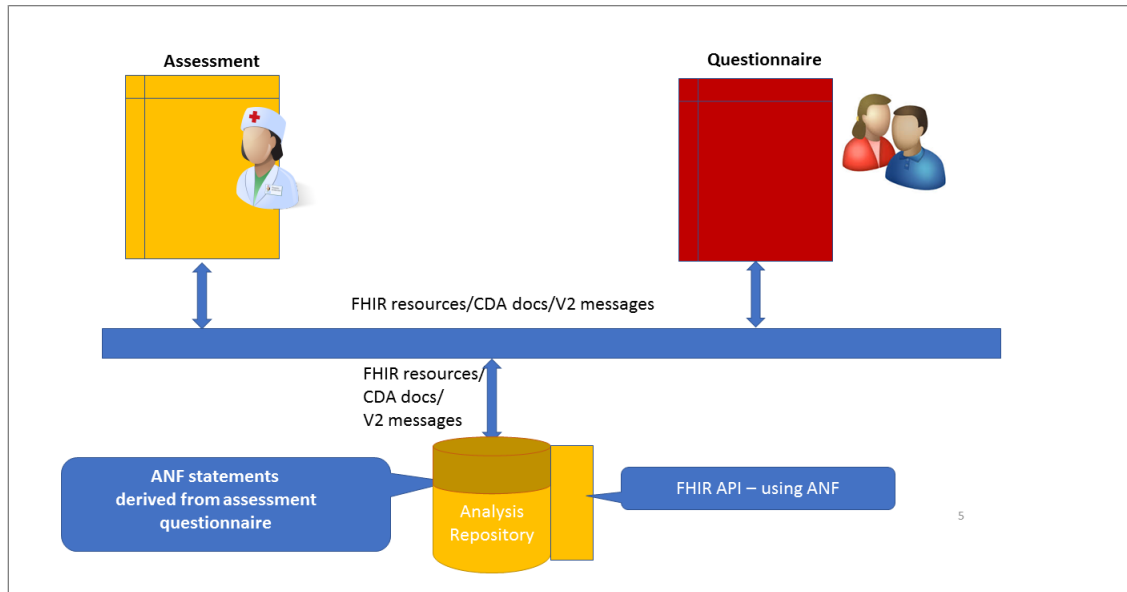 Assessment
Questionnaire
FHIR resources/CDA docs/V2 messages
FHIR resources/
CDA docs/
V2 messages
ANF statements
derived from assessment
questionnaire
Analysis
Repository
FHIR API – using ANF
5